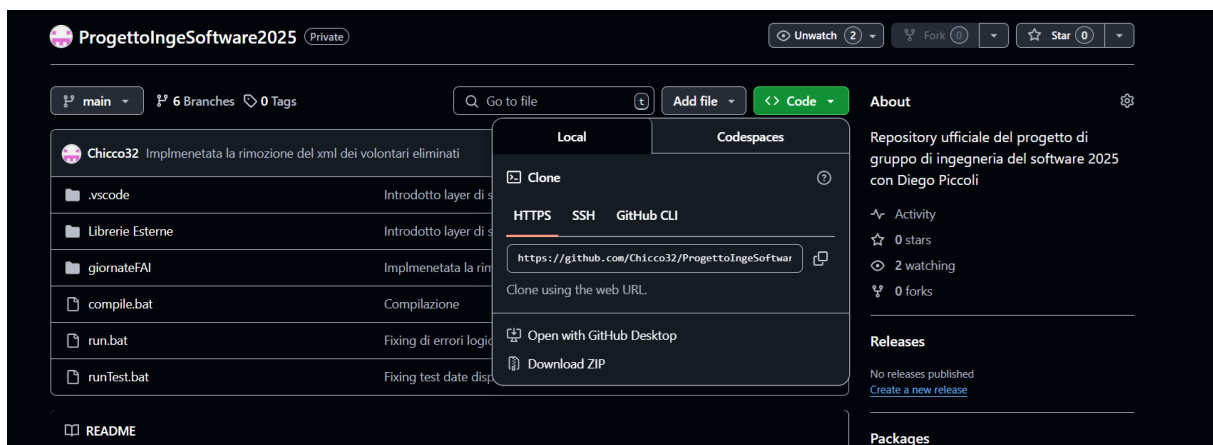 ProgettoIngeSoftware2025 Private
Unwatch 2
Fork 0
Star 0
main 6 Branches 0 Tags
Go to file t
Add file
Code
Local Codespaces
Chicco32 Implmenetata la rimozione del xml dei volontari eliminati
Clone
.vscode Introdotto layer di s
HTTPS SSH GitHub CLI
Librerie Esterne Introdotto layer di s
https://github.com/Chicco32/ProgettoIngeSoftwar
giornateFAI Implmenetata la rim
Clone using the web URL.
compile.bat Compilazione
Open with GitHub Desktop
run.bat Fixing di errori logic
Download ZIP
runTest.bat Fixing test date disp
README
About
Repository ufficiale del progetto di
gruppo di ingegneria del software 2025
con Diego Piccoli
Activity
0 stars
2 watching
0 forks
Releases
No releases published
Create a new release
Packages